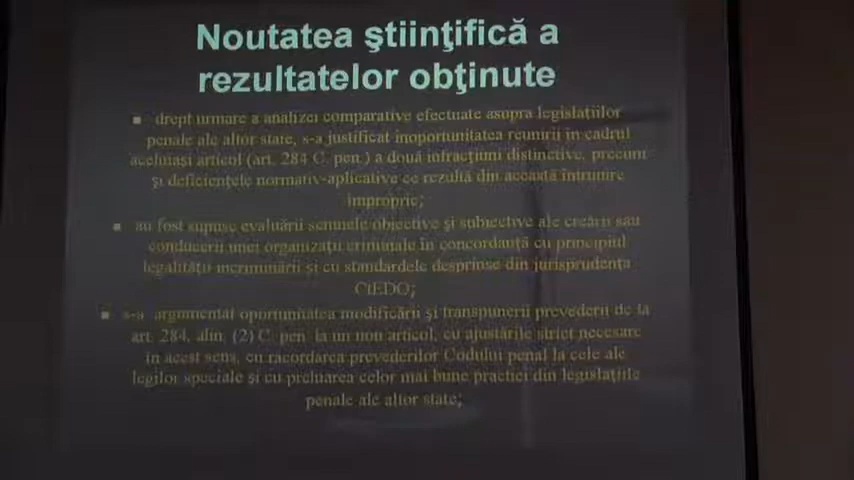 Noutatea ştiinţifică a
rezultatelor obţinute
▪ drept urmare a analizei comparative efectuate asupra legislaţiilor
penale ale altor state, s-a justificat inoportunitatea reunirii în cadrul
aceluiaşi articol (art. 284 C. pen.) a două infracţiuni distinctive, precum
şi deficienţele normativ-aplicative ce rezultă din această întrunire
improprie;
▪ au fost supuse evaluării semnele obiective şi subiective ale creării sau
conducerii unei organizaţii criminale în concordanţă cu principiul
legalităţii incriminării şi cu standardele desprinse din jurisprudenţa
CtEDO;
▪ s-a argumentat oportunitatea modificării şi transpunerii prevederii de la
art. 284, alin. (2) C. pen. la un nou articol, cu ajustările strict necesare
în acest sens, cu racordarea prevederilor Codului penal la cele ale
legilor speciale şi cu preluarea celor mai bune practici din legislaţiile
penale ale altor state;